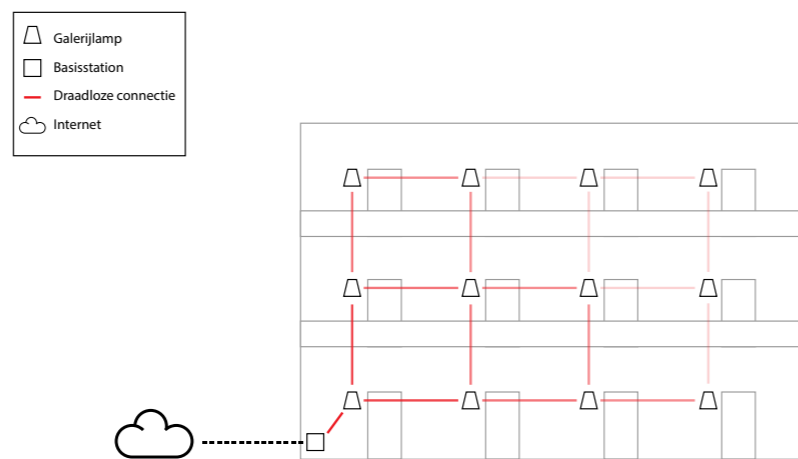 Galerijlamp
Basisstation
Draadloze connectie
Internet